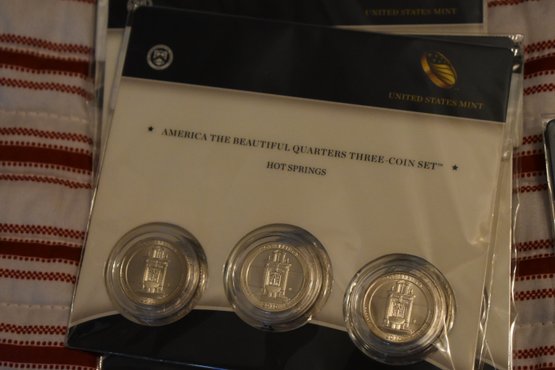 UNITED STATES MINT
UNITED STATES MINT
★ AMERICA THE BEAUTIFUL QUARTERS THREE-COIN SET™ ★
HOT SPRINGS